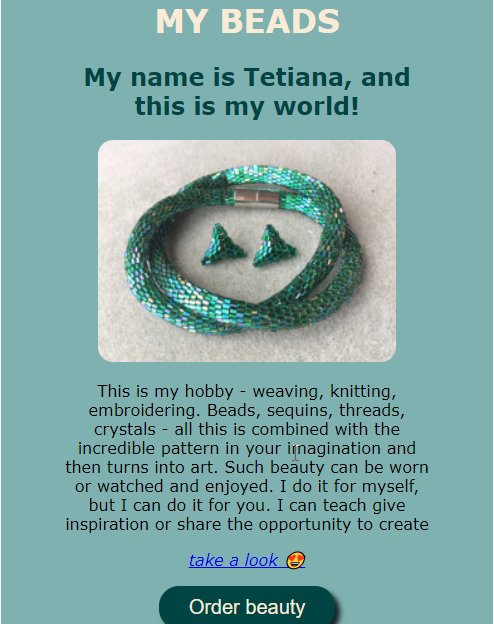 MY BEADS
My name is Tetiana, and
this is my world!
This is my hobby - weaving, knitting,
embroidering. Beads, sequins, threads,
crystals - all this is combined with the
incredible pattern in your imagination and
then turns into art. Such beauty can be worn
or watched and enjoyed. I do it for myself,
but I can do it for you. I can teach give
inspiration or share the opportunity to create
take a look 😍
Order beauty